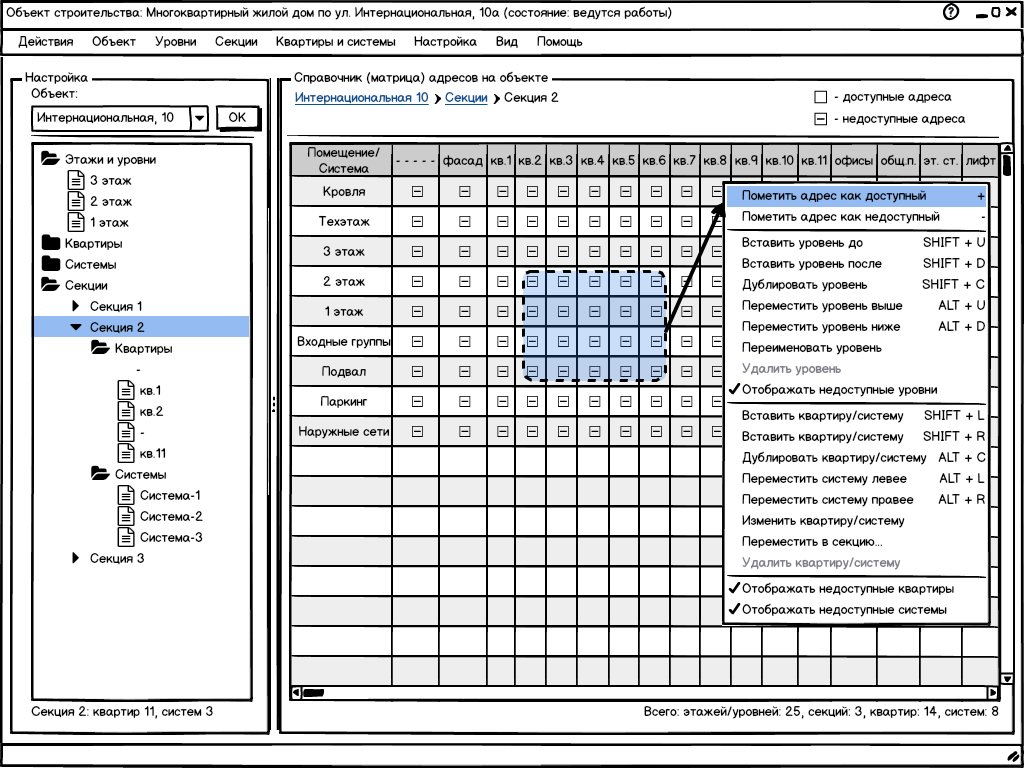 Объект строительства: Многоквартирный жилой дом по ул. Интернациональная, 10а (состояние: ведутся работы)
Действия Объект Уровни Секции Квартиры и системы Настройка Вид Помощь
Настройка
Объект:
Интернациональная, 10 OK
Этажи и уровни
3 этаж
2 этаж
1 этаж
Квартиры
Системы
Секции
Секция 1
Секция 2
Квартиры
-
кв.1
кв.2
-
кв.11
Системы
Система-1
Система-2
Система-3
Секция 3
Секция 2: квартир 11, систем 3
Справочник (матрица) адресов на объекте
Интернациональная 10 Секции Секция 2
- доступные адреса
- недоступные адреса
Помещение/
Система
- - - - - фасад кв.1 кв.2 кв.3 кв.4 кв.5 кв.6 кв.7 кв.8 кв.9 кв.10 кв.11 офисы общ.п. эт. ст. лифт
Кровля
Техэтаж
3 этаж
2 этаж
1 этаж
Входные группы
Подвал
Паркинг
Наружные сети
Пометить адрес как доступный +
Пометить адрес как недоступный -
Вставить уровень до SHIFT + U
Вставить уровень после SHIFT + D
Дублировать уровень SHIFT + C
Переместить уровень выше ALT + U
Переместить уровень ниже ALT + D
Переименовать уровень
Удалить уровень
Отображать недоступные уровни
Вставить квартиру/систему SHIFT + L
Вставить квартиру/систему SHIFT + R
Дублировать квартиру/систему ALT + C
Переместить систему левее ALT + L
Переместить систему правее ALT + R
Изменить квартиру/систему
Переместить в секцию...
Удалить квартиру/систему
Отображать недоступные квартиры
Отображать недоступные системы
Всего: этажей/уровней: 25, секций: 3, квартир: 14, систем: 8